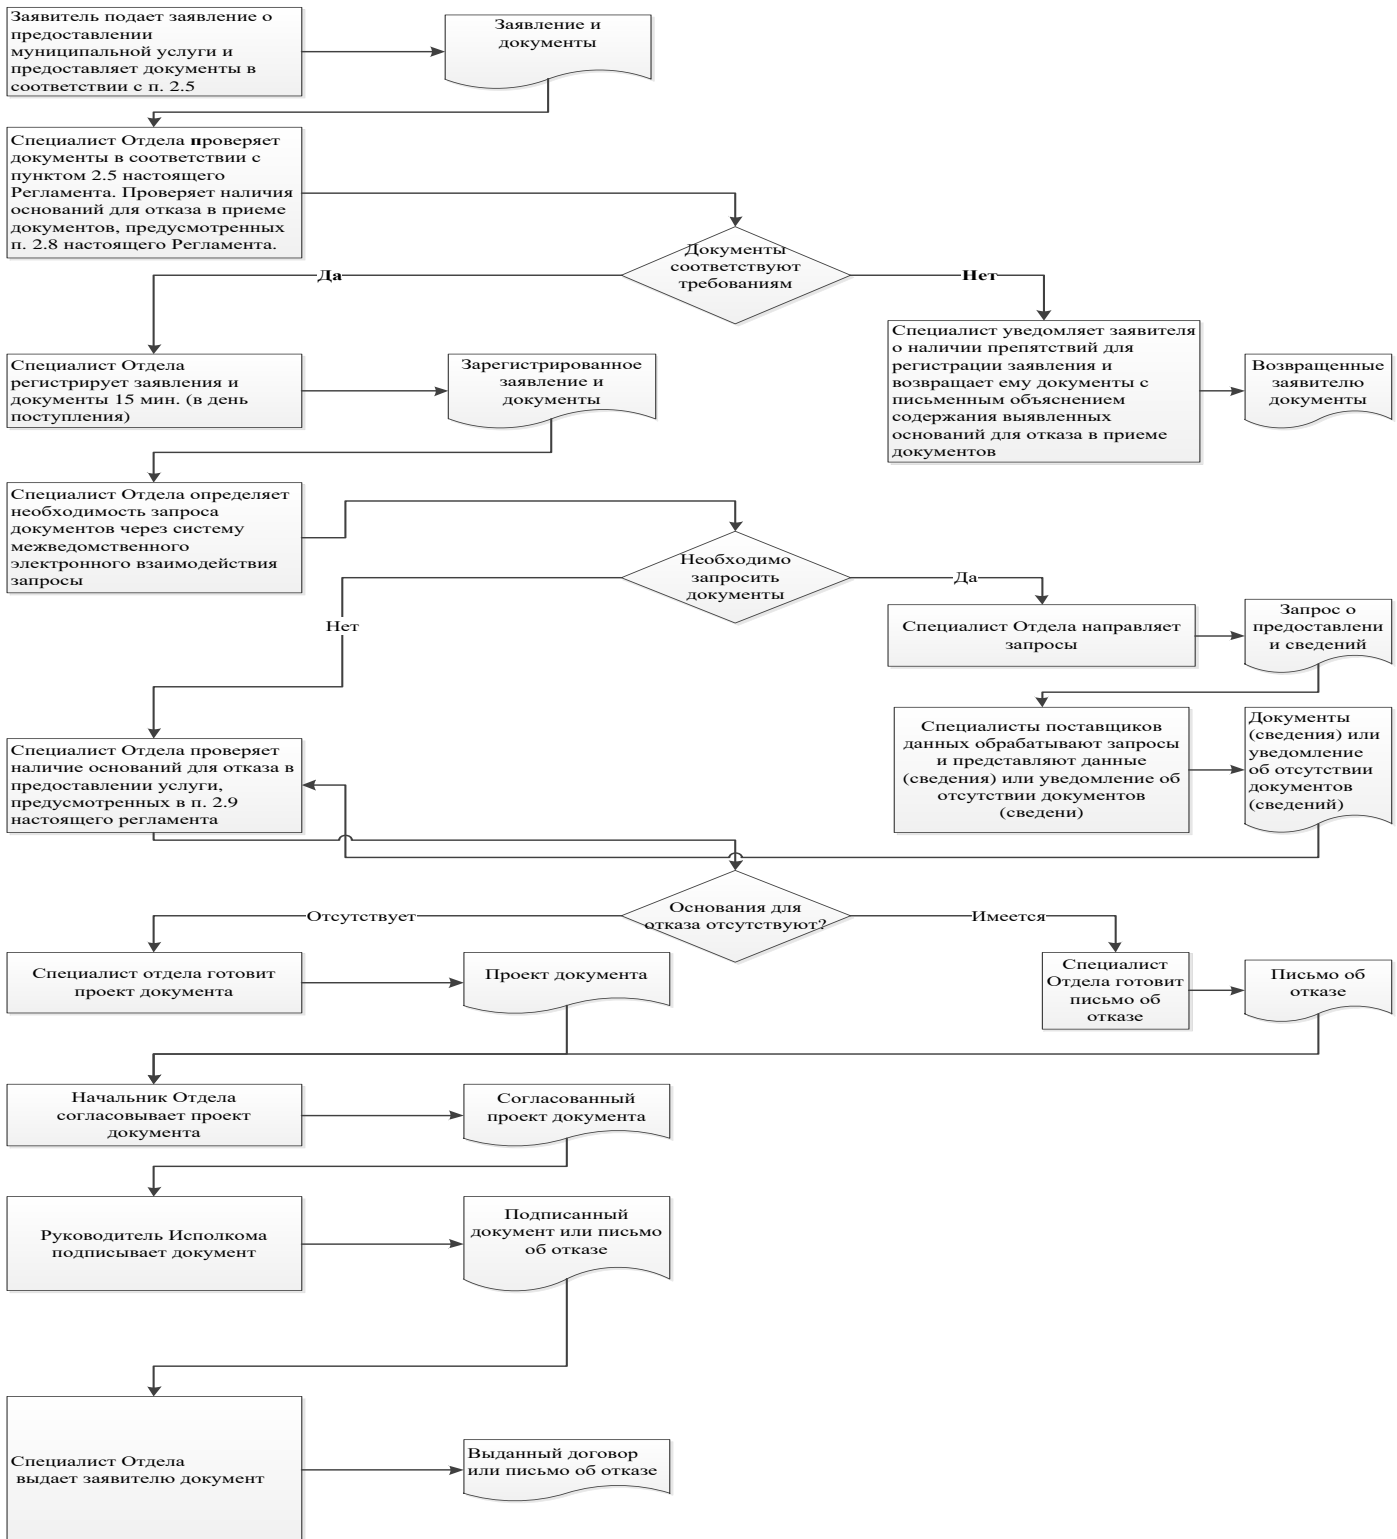 Заявитель подает заявление о
предоставлении
муниципальной услуги и
предоставляет документы в
соответствии с п. 2.5
Заявление и
документы
Специалист Отдела проверяет
документы в соответствии с
пунктом 2.5 настоящего
Регламента. Проверяет наличия
оснований для отказа в приеме
документов, предусмотренных
п. 2.8 настоящего Регламента.
Документы
соответствуют
требованиям
Да
Нет
Специалист Отдела
регистрирует заявления и
документы 15 мин. (в день
поступления)
Зарегистрированное
заявление и
документы
Специалист уведомляет заявителя
о наличии препятствий для
регистрации заявления и
возвращает ему документы с
письменным объяснением
содержания выявленных
оснований для отказа в приеме
документов
Возвращенные
заявителю
документы
Специалист Отдела определяет
необходимость запроса
документов через систему
межведомственного
электронного взаимодействия
запросы
Необходимо
запросить
документы
Да
Нет
Специалист Отдела направляет
запросы
Запрос о
предоставлени
и сведений
Специалисты поставщиков
данных обрабатывают запросы
и представляют данные
(сведения) или уведомление об
отсутствии документов
(сведени)
Документы
(сведения) или
уведомление
об отсутствии
документов
(сведений)
Специалист Отдела проверяет
наличие оснований для отказа в
предоставлении услуги,
предусмотренных в п. 2.9
настоящего регламента
Основания для
отказа отсутствуют?
Отсутствует
Имеется
Специалист отдела готовит
проект документа
Проект документа
Специалист
Отдела готовит
письмо об
отказе
Письмо об
отказе
Начальник Отдела
согласовывает проект
документа
Согласованный
проект документа
Руководитель Исполкома
подписывает документ
Подписанный
документ или письмо
об отказе
Специалист Отдела
выдает заявителю документ
Выданный договор
или письмо об отказе